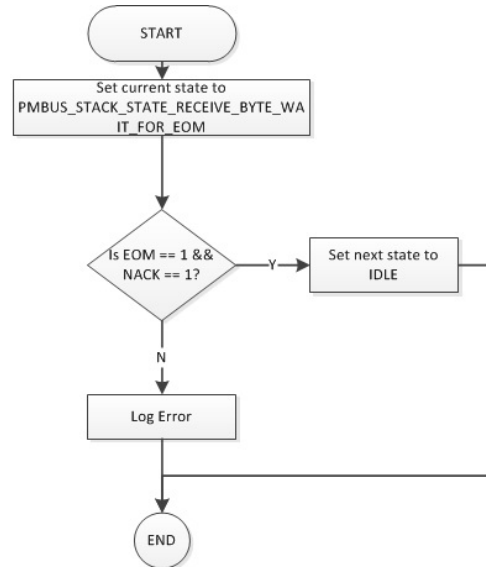 START
Set current state to
PMBUS_STACK_STATE_RECEIVE_BYTE_WA
IT_FOR_EOM
Is EOM == 1 &&
NACK == 1?
Y
Set next state to
IDLE
N
Log Error
END